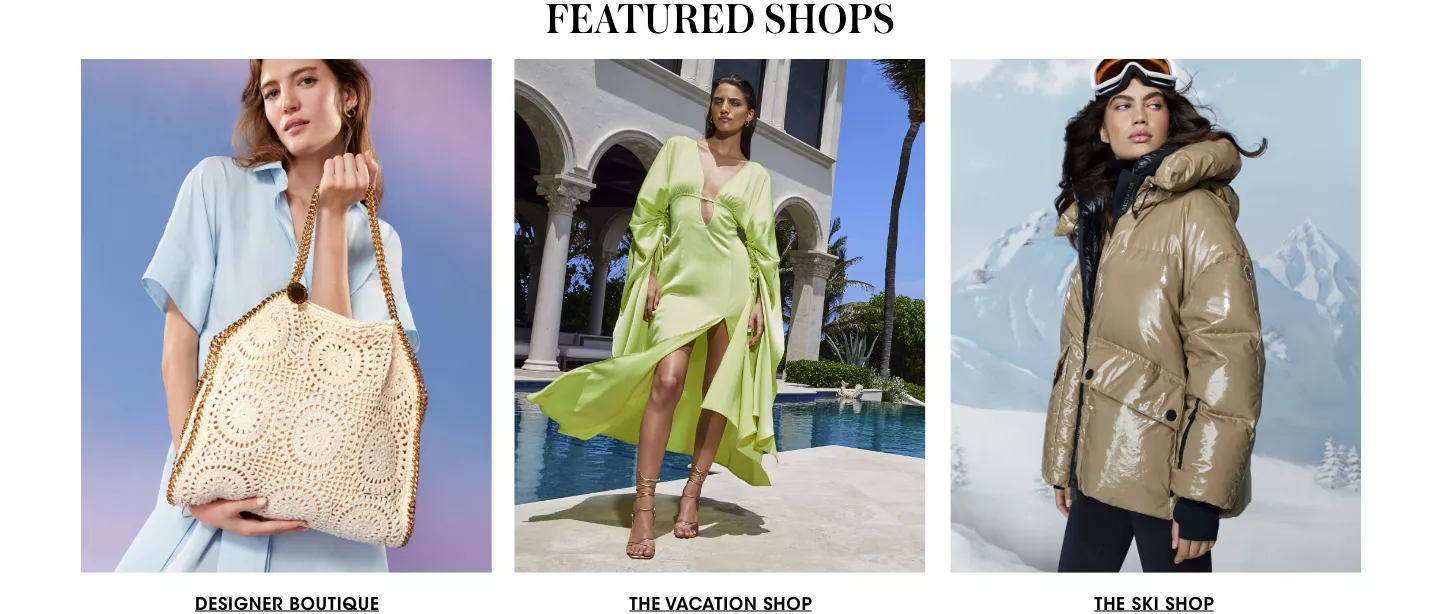 FEATURED SHOPS
DESIGNER BOUTIQUE
THE VACATION SHOP
THE SKI SHOP